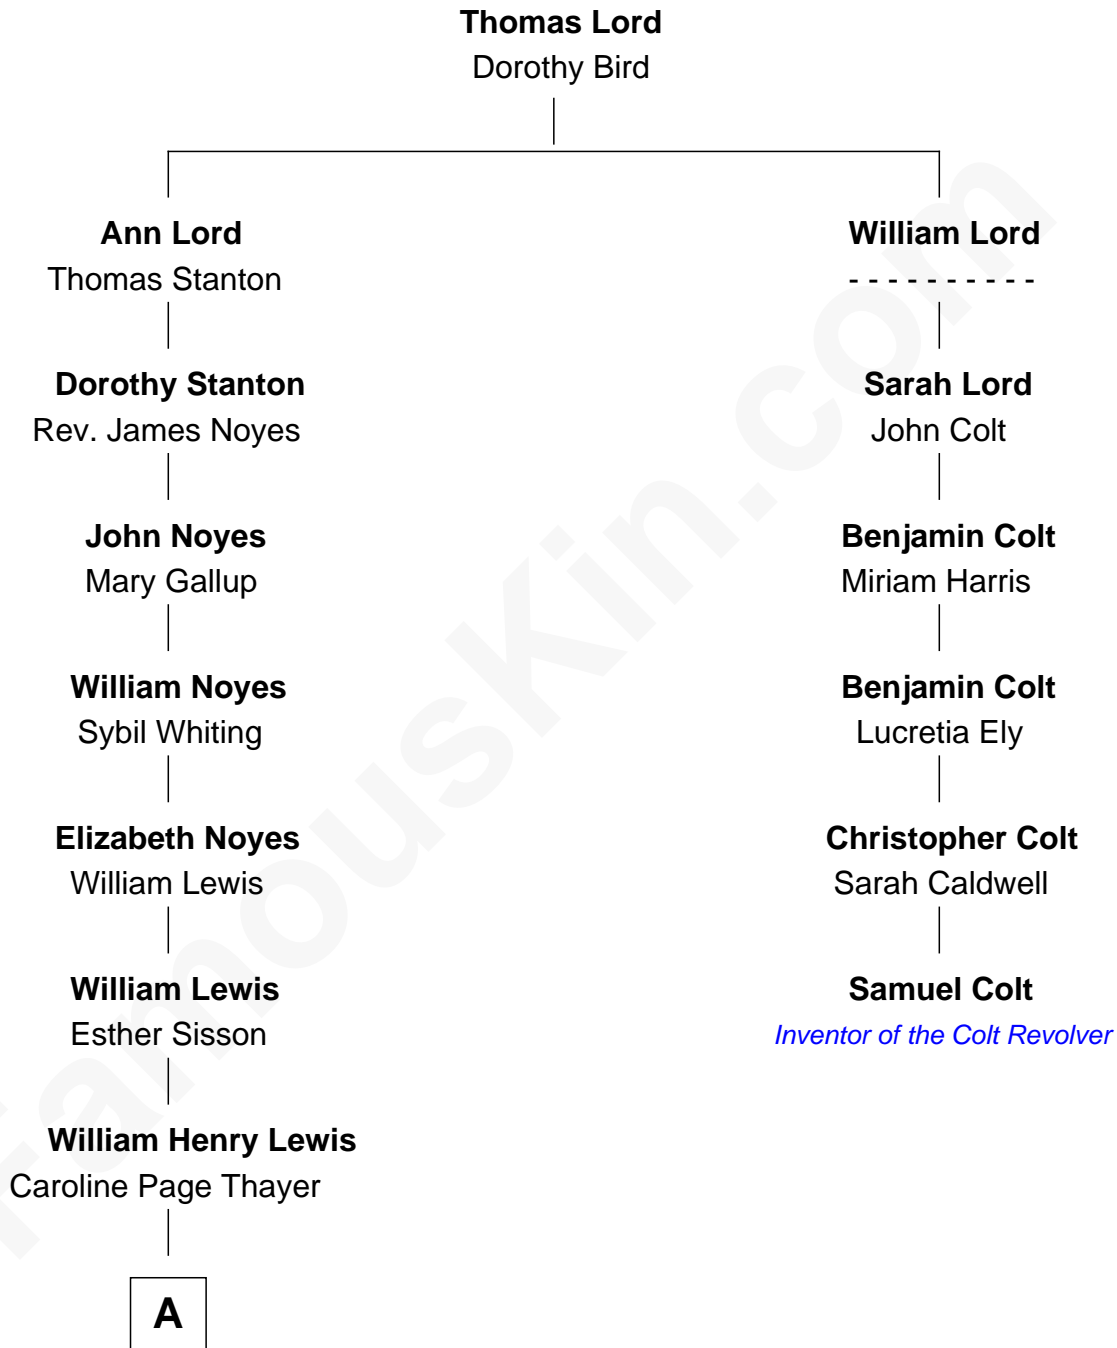 Thomas Lord
Dorothy Bird
Ann Lord
Thomas Stanton
Dorothy Stanton
Rev. James Noyes
John Noyes
Mary Gallup
William Noyes
Sybil Whiting
Elizabeth Noyes
William Lewis
William Lewis
Esther Sisson
William Henry Lewis
Caroline Page Thayer
A
William Lord
- - - - - - - - - -
Sarah Lord
John Colt
Benjamin Colt
Miriam Harris
Benjamin Colt
Lucretia Ely
Christopher Colt
Sarah Caldwell
Samuel Colt
Inventor of the Colt Revolver
FamousKin.com